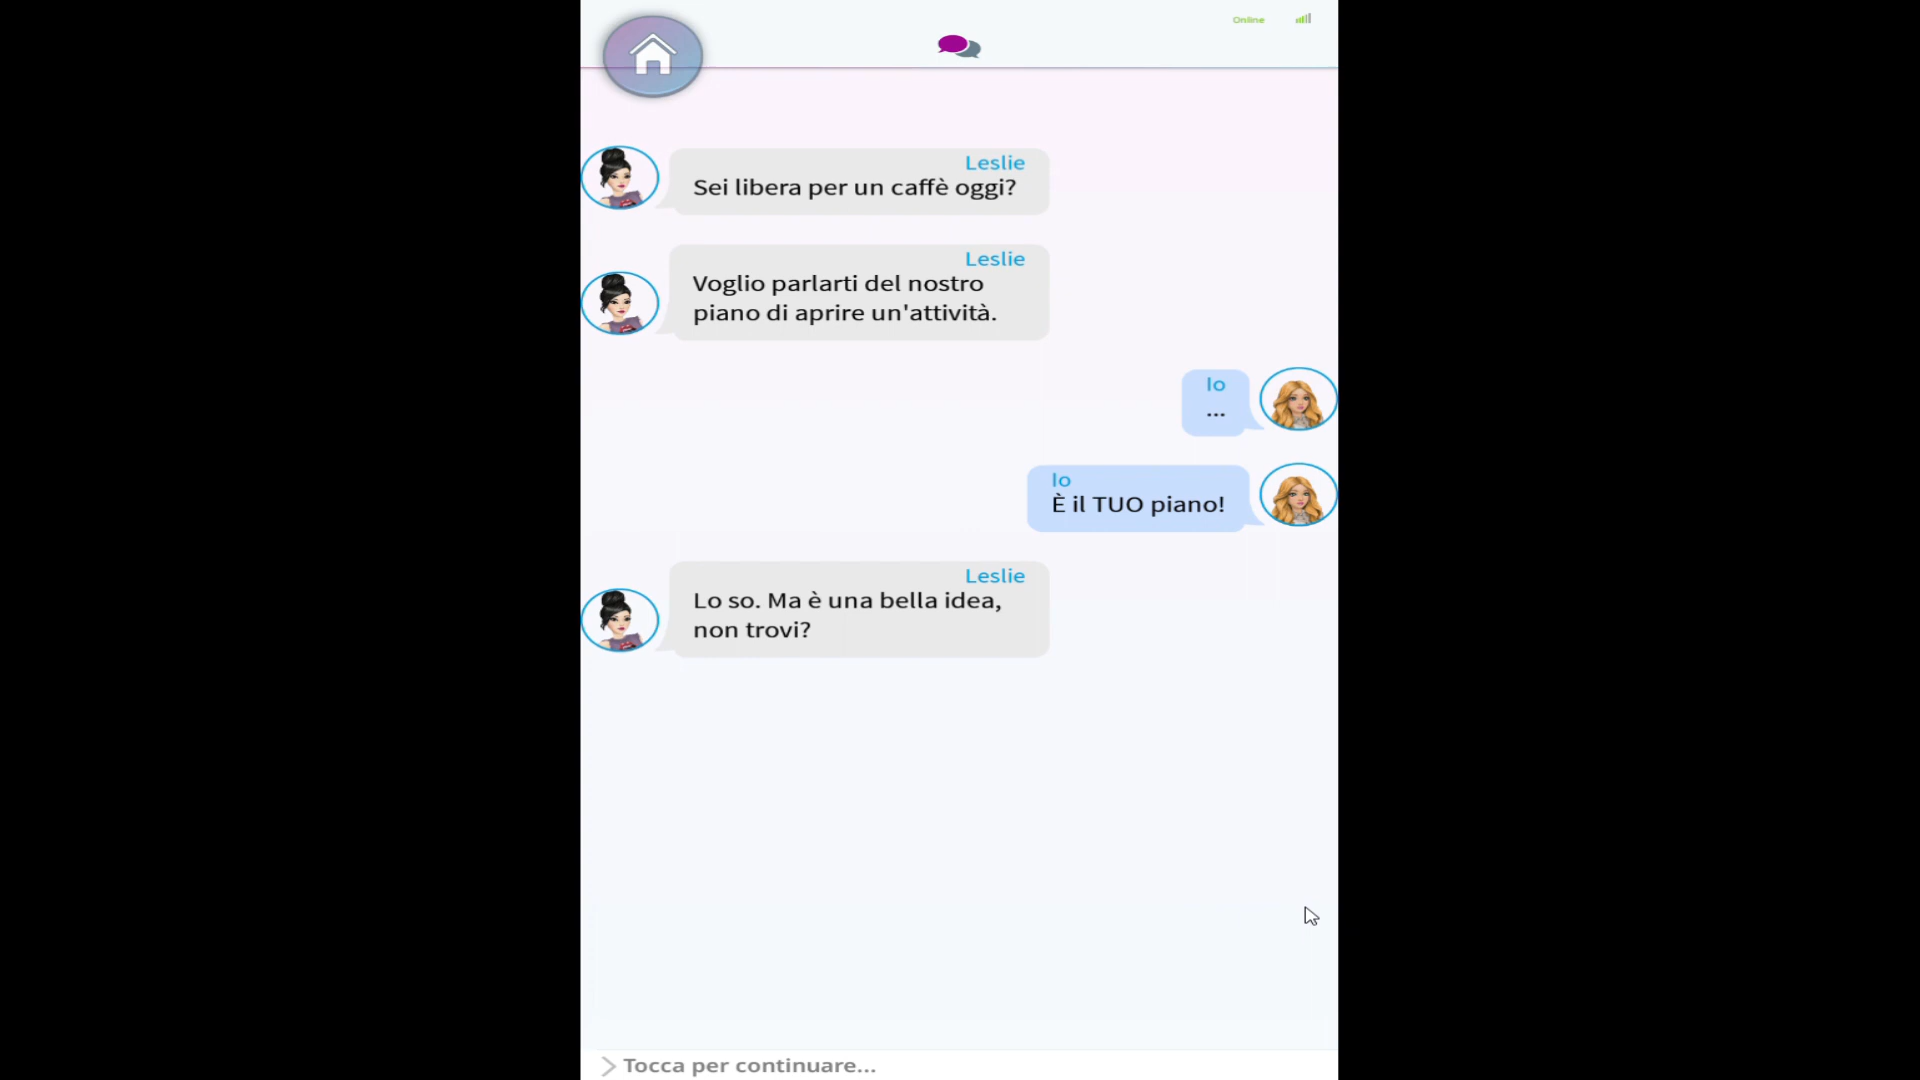 Online
Leslie
Sei libera per un caffè oggi?
Leslie
Voglio parlarti del nostro
piano di aprire un'attività.
Io
...
Io
È il TUO piano!
Leslie
Lo so. Ma è una bella idea,
non trovi?
Tocca per continuare...